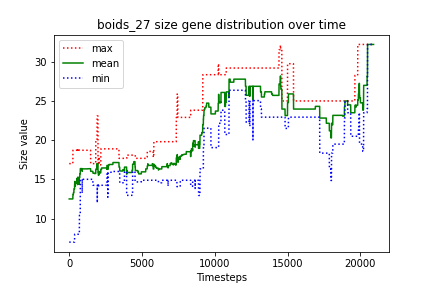 boids_27 size gene distribution over time
max
mean
min
Size value
30
25
20
15
10
0 5000 10000 15000 20000
Timesteps